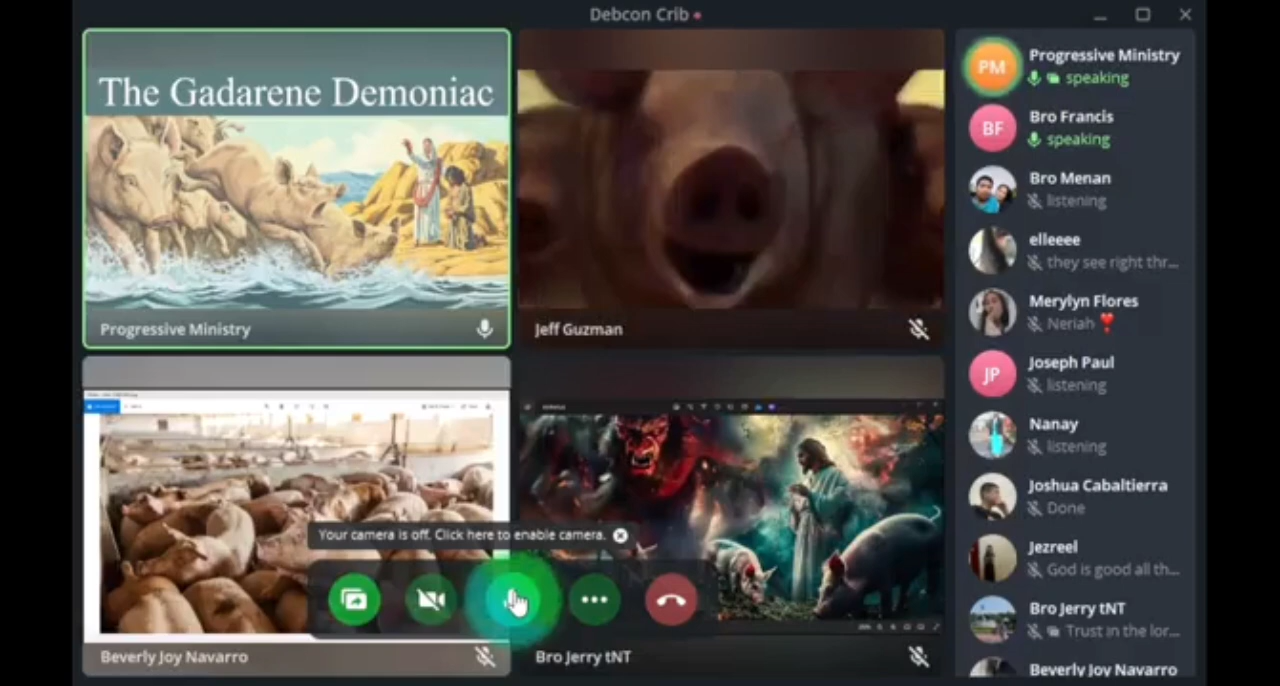 Debcon Crib
The Gadarene Demoniac
Progressive Ministry
Jeff Guzman
Your camera is off. Click here to enable camera.
Beverly Joy Navarro
Bro Jerry tNT
PM
Progressive Ministry
speaking
BF
Bro Francis
speaking
Bro Menan
listening
elleeee
they see right thr...
Merylyn Flores
Neriah
JP
Joseph Paul
listening
Nanay
listening
Joshua Cabaltierra
Done
Jezreel
God is good all th...
Bro Jerry tNT
Trust in the lor...
Beverly Joy Navarro